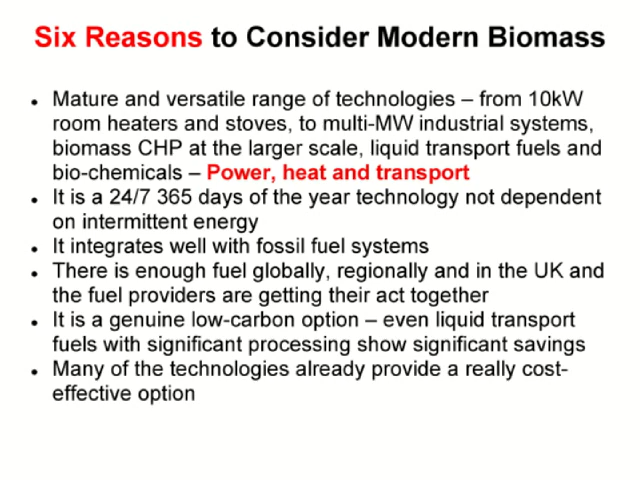 Six Reasons to Consider Modern Biomass
• Mature and versatile range of technologies – from 10kW
room heaters and stoves, to multi-MW industrial systems,
biomass CHP at the larger scale, liquid transport fuels and
bio-chemicals – Power, heat and transport
• It is a 24/7 365 days of the year technology not dependent
on intermittent energy
• It integrates well with fossil fuel systems
• There is enough fuel globally, regionally and in the UK and
the fuel providers are getting their act together
• It is a genuine low-carbon option – even liquid transport
fuels with significant processing show significant savings
• Many of the technologies already provide a really cost-
effective option